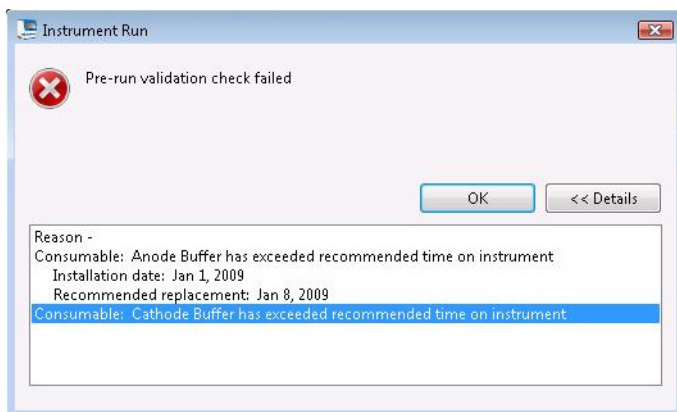 Instrument Run
Pre-run validation check failed
OK
<< Details
Reason -
Consumable: Anode Buffer has exceeded recommended time on instrument
Installation date: Jan 1, 2009
Recommended replacement: Jan 8, 2009
Consumable: Cathode Buffer has exceeded recommended time on instrument